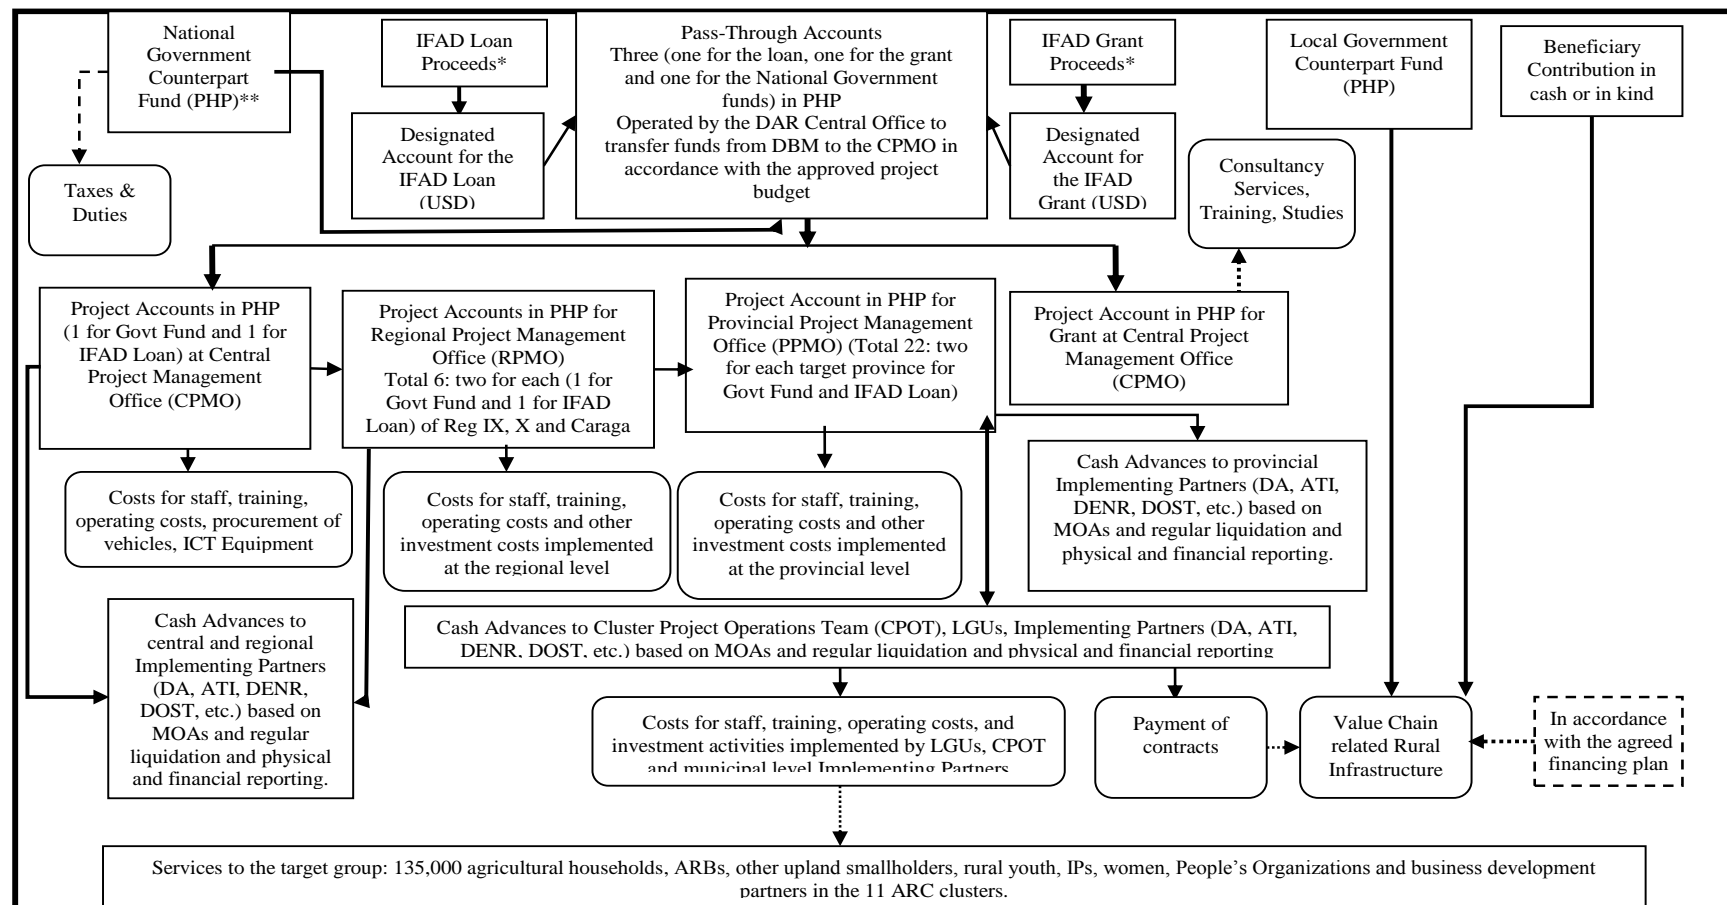 National
Government
Counterpart
Fund (PHP)**
IFAD Loan
Proceeds*
Pass-Through Accounts
Three (one for the loan, one for the grant
and one for the National Government
funds) in PHP
Operated by the DAR Central Office to
transfer funds from DBM to the CPMO in
accordance with the approved project
budget
IFAD Grant
Proceeds*
Local Government
Counterpart Fund
(PHP)
Beneficiary
Contribution in
cash or in kind
Designated
Account for the
IFAD Loan
(USD)
Designated
Account for
the IFAD
Grant (USD)
Consultancy
Services,
Training, Studies
Taxes &
Duties
Project Accounts in PHP
(1 for Govt Fund and 1 for
IFAD Loan) at Central
Project Management
Office (CPMO)
Project Accounts in PHP for
Regional Project Management
Office (RPMO)
Total 6: two for each (1 for
Govt Fund and 1 for IFAD
Loan) of Reg IX, X and Caraga
Project Account in PHP for
Provincial Project Management
Office (PPMO) (Total 22: two
for each target province for
Govt Fund and IFAD Loan)
Project Account in PHP for
Grant at Central Project
Management Office
(CPMO)
Costs for staff, training,
operating costs, procurement of
vehicles, ICT Equipment
Costs for staff, training,
operating costs and other
investment costs implemented
at the regional level
Costs for staff, training,
operating costs and other
investment costs implemented
at the provincial level
Cash Advances to provincial
Implementing Partners (DA, ATI,
DENR, DOST, etc.) based on
MOAs and regular liquidation and
physical and financial reporting.
Cash Advances to
central and regional
Implementing Partners
(DA, ATI, DENR,
DOST, etc.) based on
MOAs and regular
liquidation and physical
and financial reporting.
Cash Advances to Cluster Project Operations Team (CPOT), LGUs, Implementing Partners (DA, ATI,
DENR, DOST, etc.) based on MOAs and regular liquidation and physical and financial reporting
Costs for staff, training, operating costs, and
investment activities implemented by LGUs, CPOT
and municipal level Implementing Partners
Payment of
contracts
Value Chain
related Rural
Infrastructure
In accordance
with the agreed
financing plan
Services to the target group: 135,000 agricultural households, ARBs, other upland smallholders, rural youth, IPs, women, People’s Organizations and business development
partners in the 11 ARC clusters.